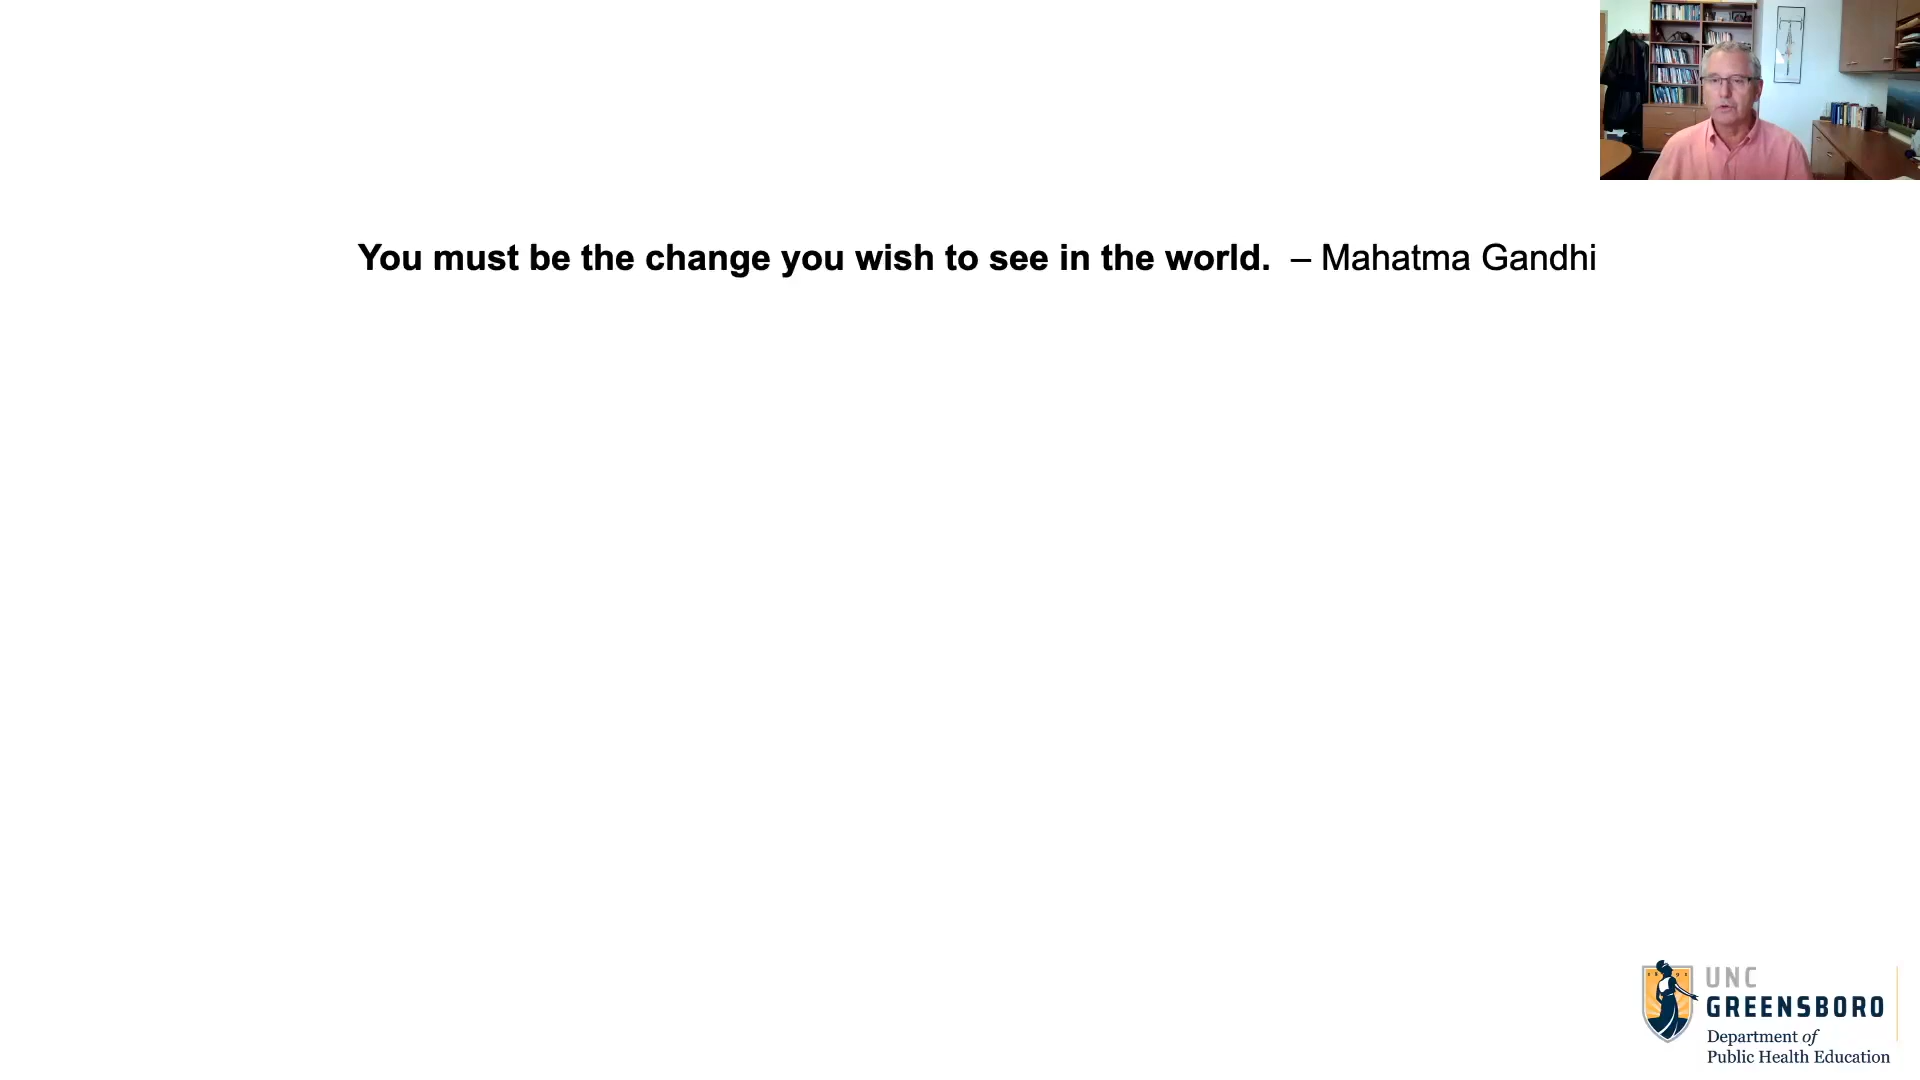 You must be the change you wish to see in the world. – Mahatma Gandhi
UNC
GREENSBORO
Department of
Public Health Education